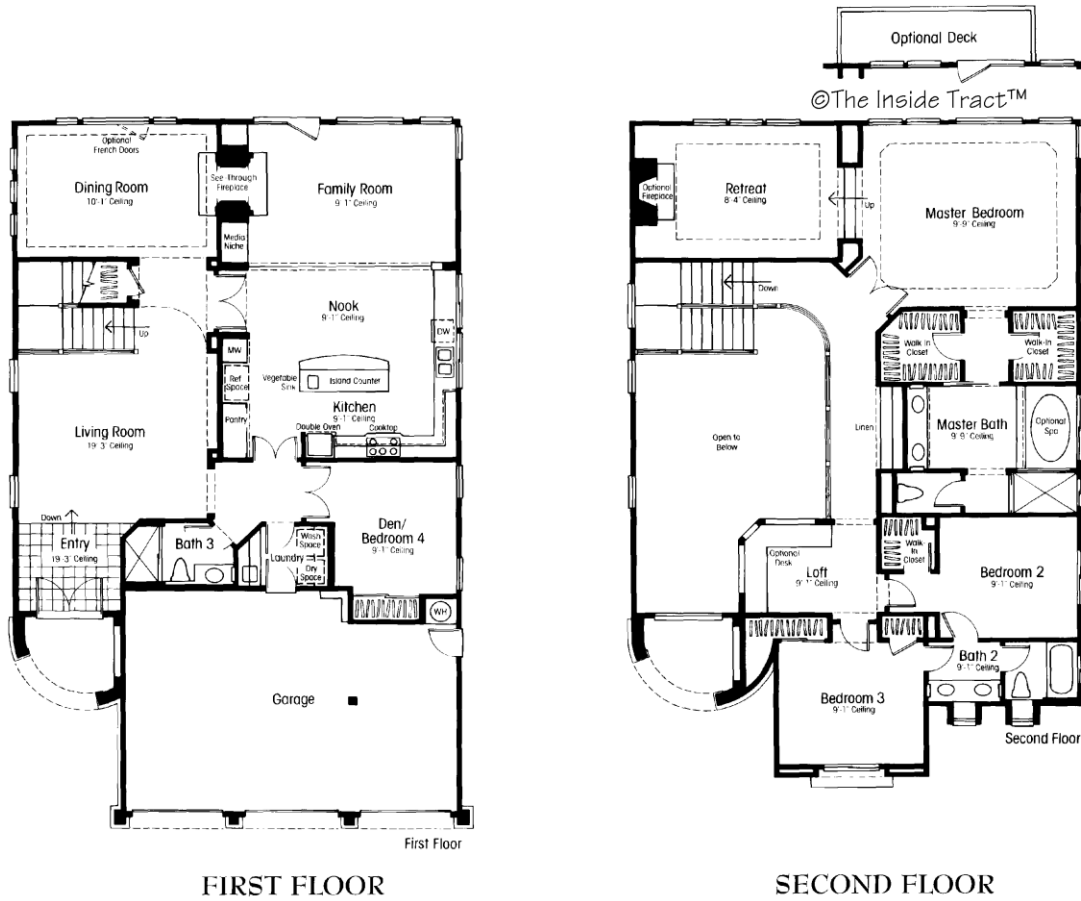 Optional Deck
©The Inside Tract™
Optional
French Doors
Dining Room
10'-1" Ceiling
See-Through
Fireplace
Family Room
9'-1" Ceiling
Media
Niche
Nook
9'-1" Ceiling
DW
Up
MW
Ref
Space
Pantry
Vegetable
Sink
Island Counter
Kitchen
9'-1" Ceiling
Double Oven
Cooktop
Living Room
19'-3" Ceiling
Down
Entry
19'-3" Ceiling
Bath 3
Laundry
Wash
Space
Dry
Space
Den/
Bedroom 4
9'-1" Ceiling
WH
Garage
First Floor
FIRST FLOOR
Optional
Fireplace
Retreat
8'-4" Ceiling
Up
Master Bedroom
9'-9" Ceiling
Down
Walk In
Closet
Walk-In
Closet
Linen
Master Bath
9'-9" Ceiling
Optional
Spa
Open to
Below
Optional
Desk
Loft
9'-1" Ceiling
Walk
In
Closet
Bedroom 2
9'-1" Ceiling
Bath 2
9'-1" Ceiling
Bedroom 3
9'-1" Ceiling
Second Floor
SECOND FLOOR